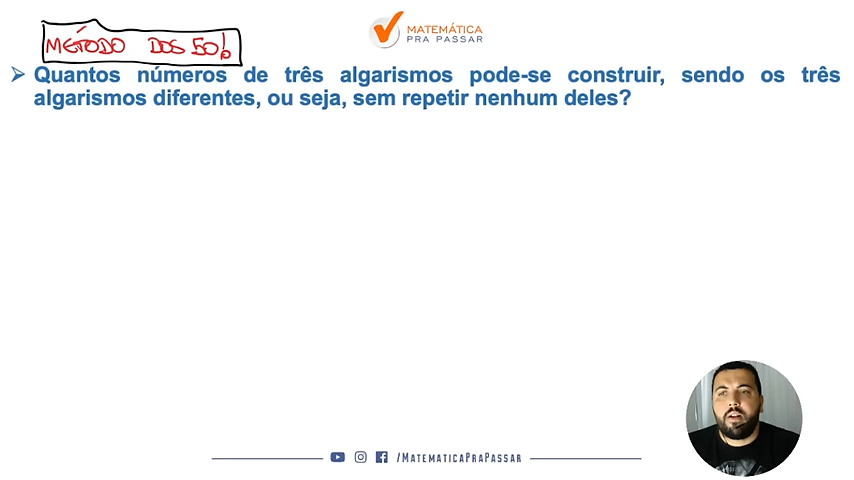 MATEMÁTICA
PRA PASSAR
MÉTODO DOS 50!
Quantos números de três algarismos pode-se construir, sendo os três
algarismos diferentes, ou seja, sem repetir nenhum deles?
/MATEMATICAPRAPASSAR